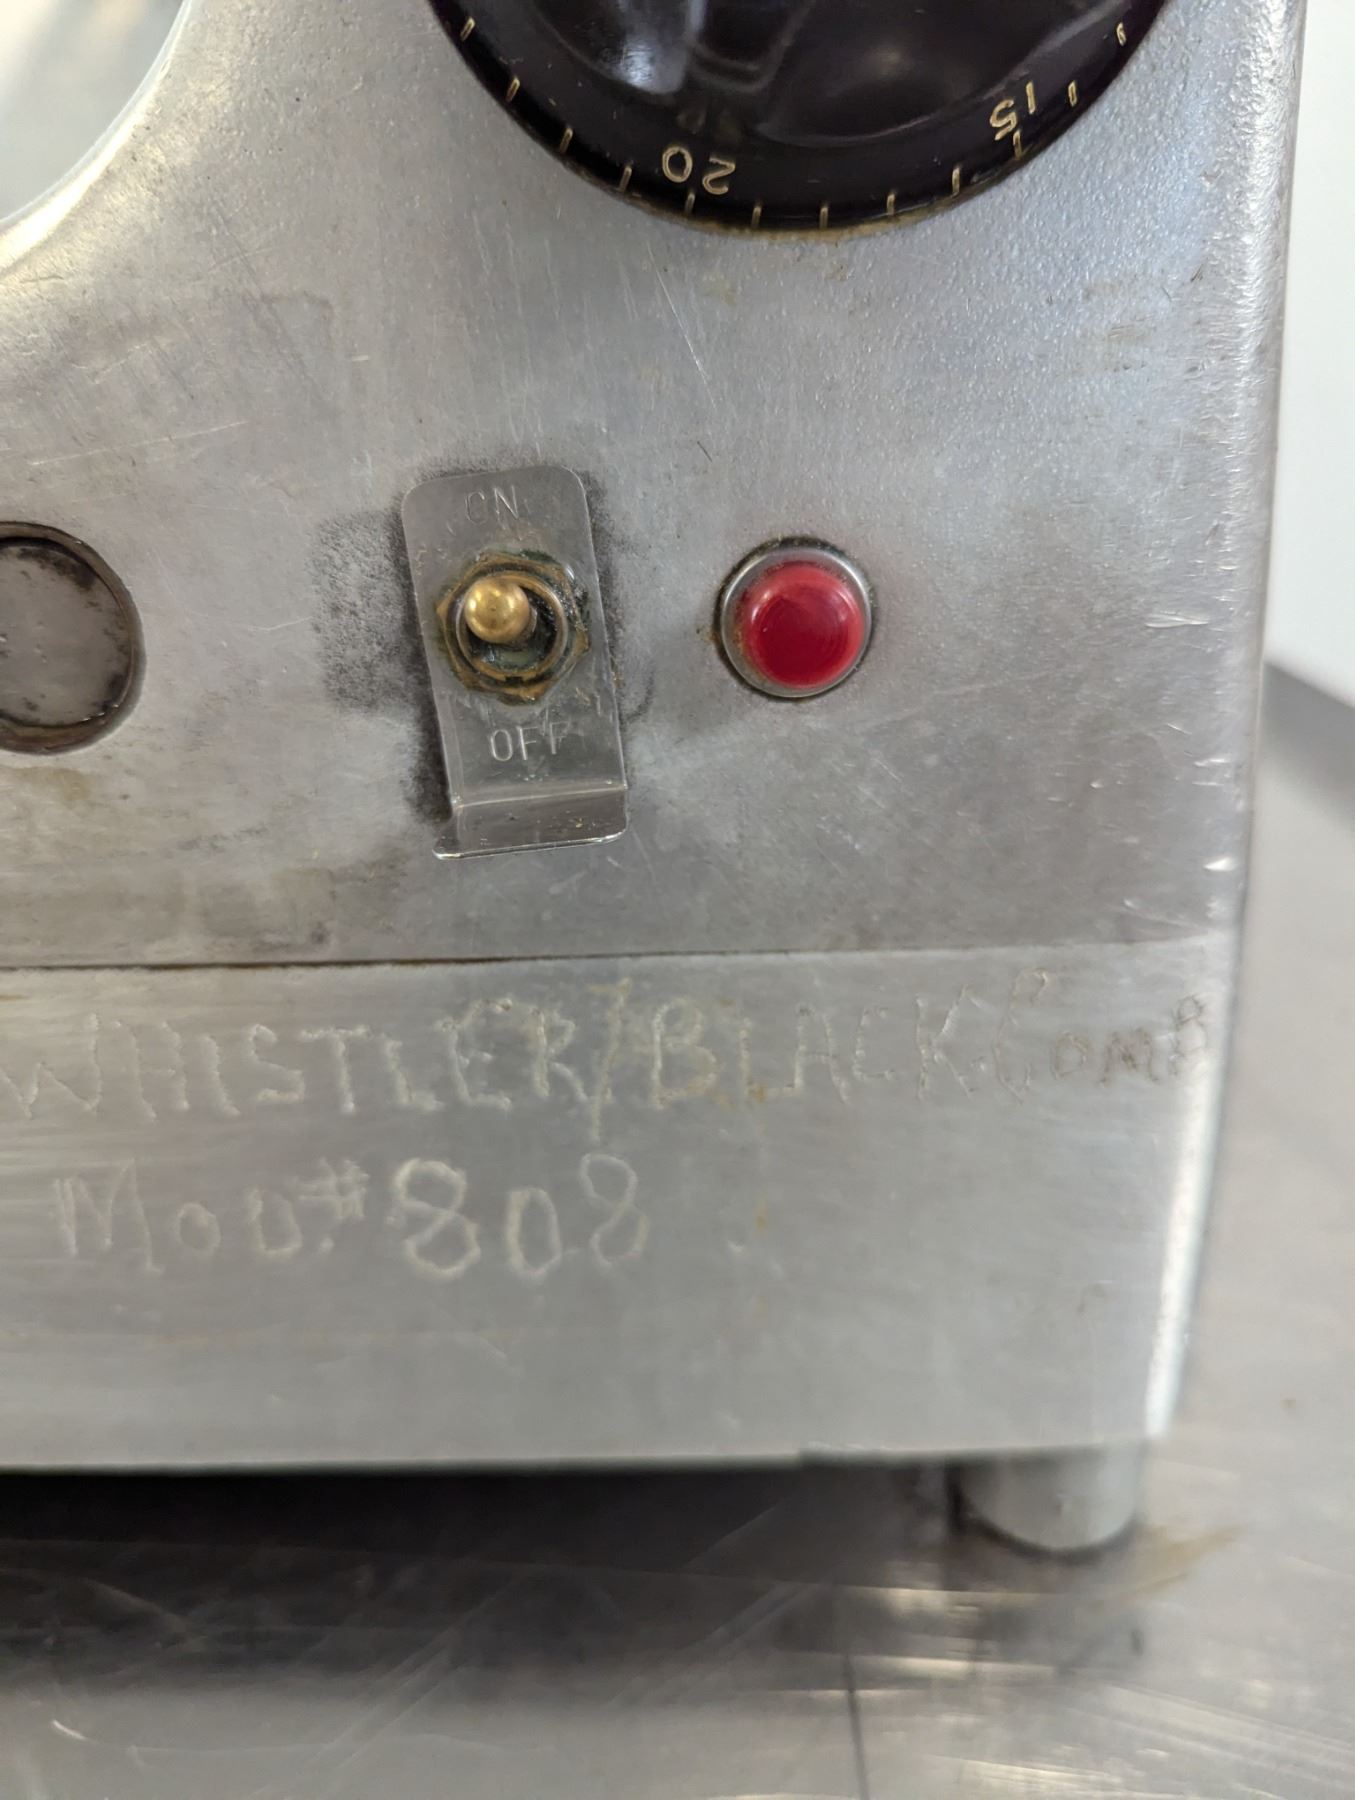 15
20
ON
OFF
WHISTLER/BLACKComB
MoD.#808